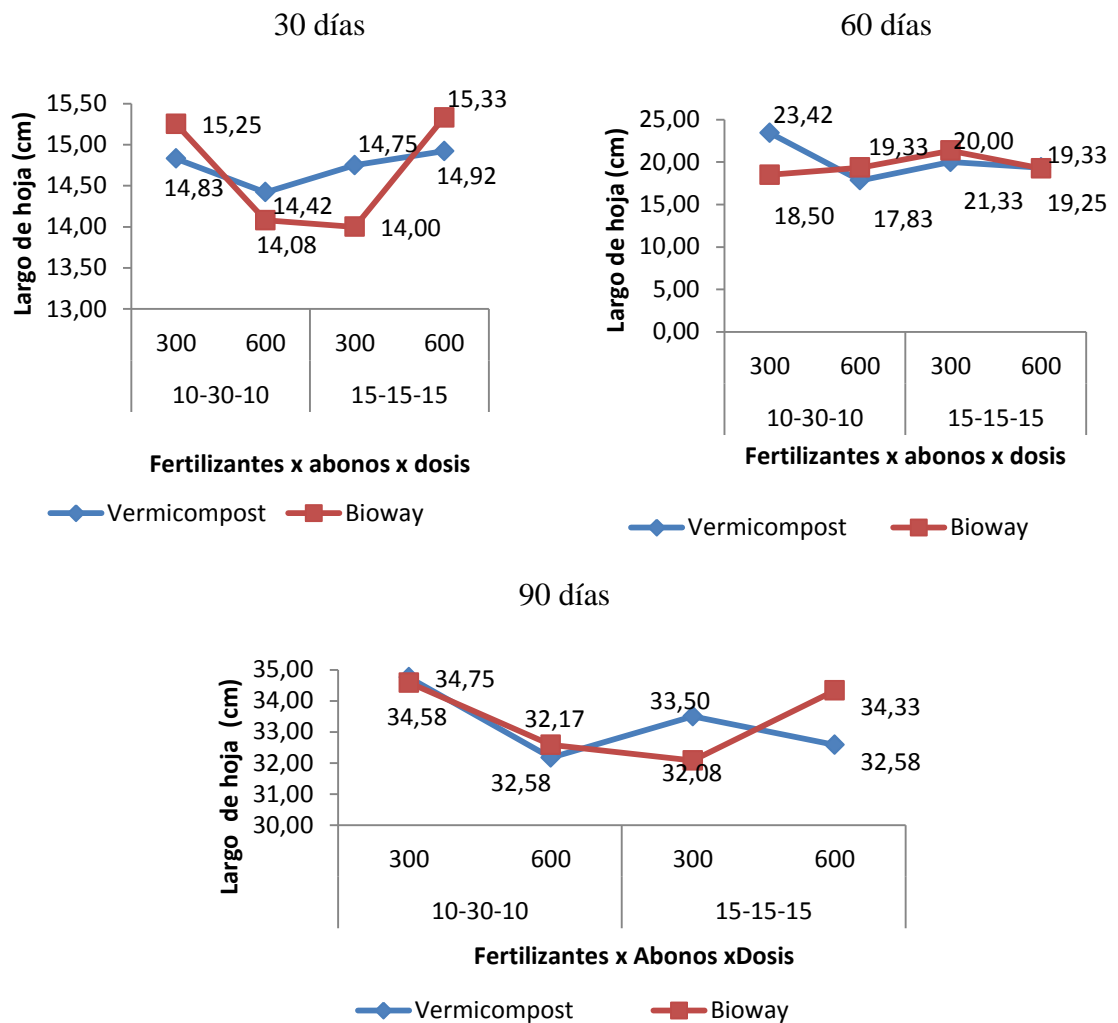 30 días
15,50
15,00
14,50
14,00
13,50
13,00
Largo de hoja (cm)
15,25
15,33
14,75
14,83
14,92
14,42
14,08
14,00
300 600 300 600
10-30-10 15-15-15
Fertilizantes x abonos x dosis
Vermicompost Bioway
60 días
25,00
20,00
15,00
10,00
5,00
0,00
Largo de hoja (cm)
23,42
19,33 20,00 19,33
18,50 17,83 21,33 19,25
300 600 300 600
10-30-10 15-15-15
Fertilizantes x abonos x dosis
Vermicompost Bioway
90 días
35,00
34,00
33,00
32,00
31,00
30,00
Largo de hoja (cm)
34,75
34,58 32,17 33,50 34,33
32,58 32,08 32,58
300 600 300 600
10-30-10 15-15-15
Fertilizantes x Abonos xDosis
Vermicompost Bioway